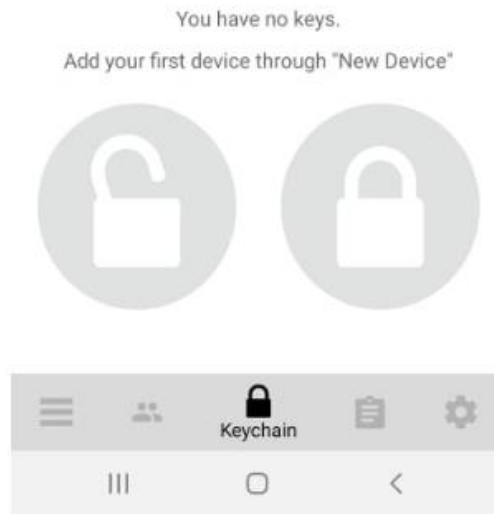 You have no keys.
Add your first device through "New Device"
Keychain